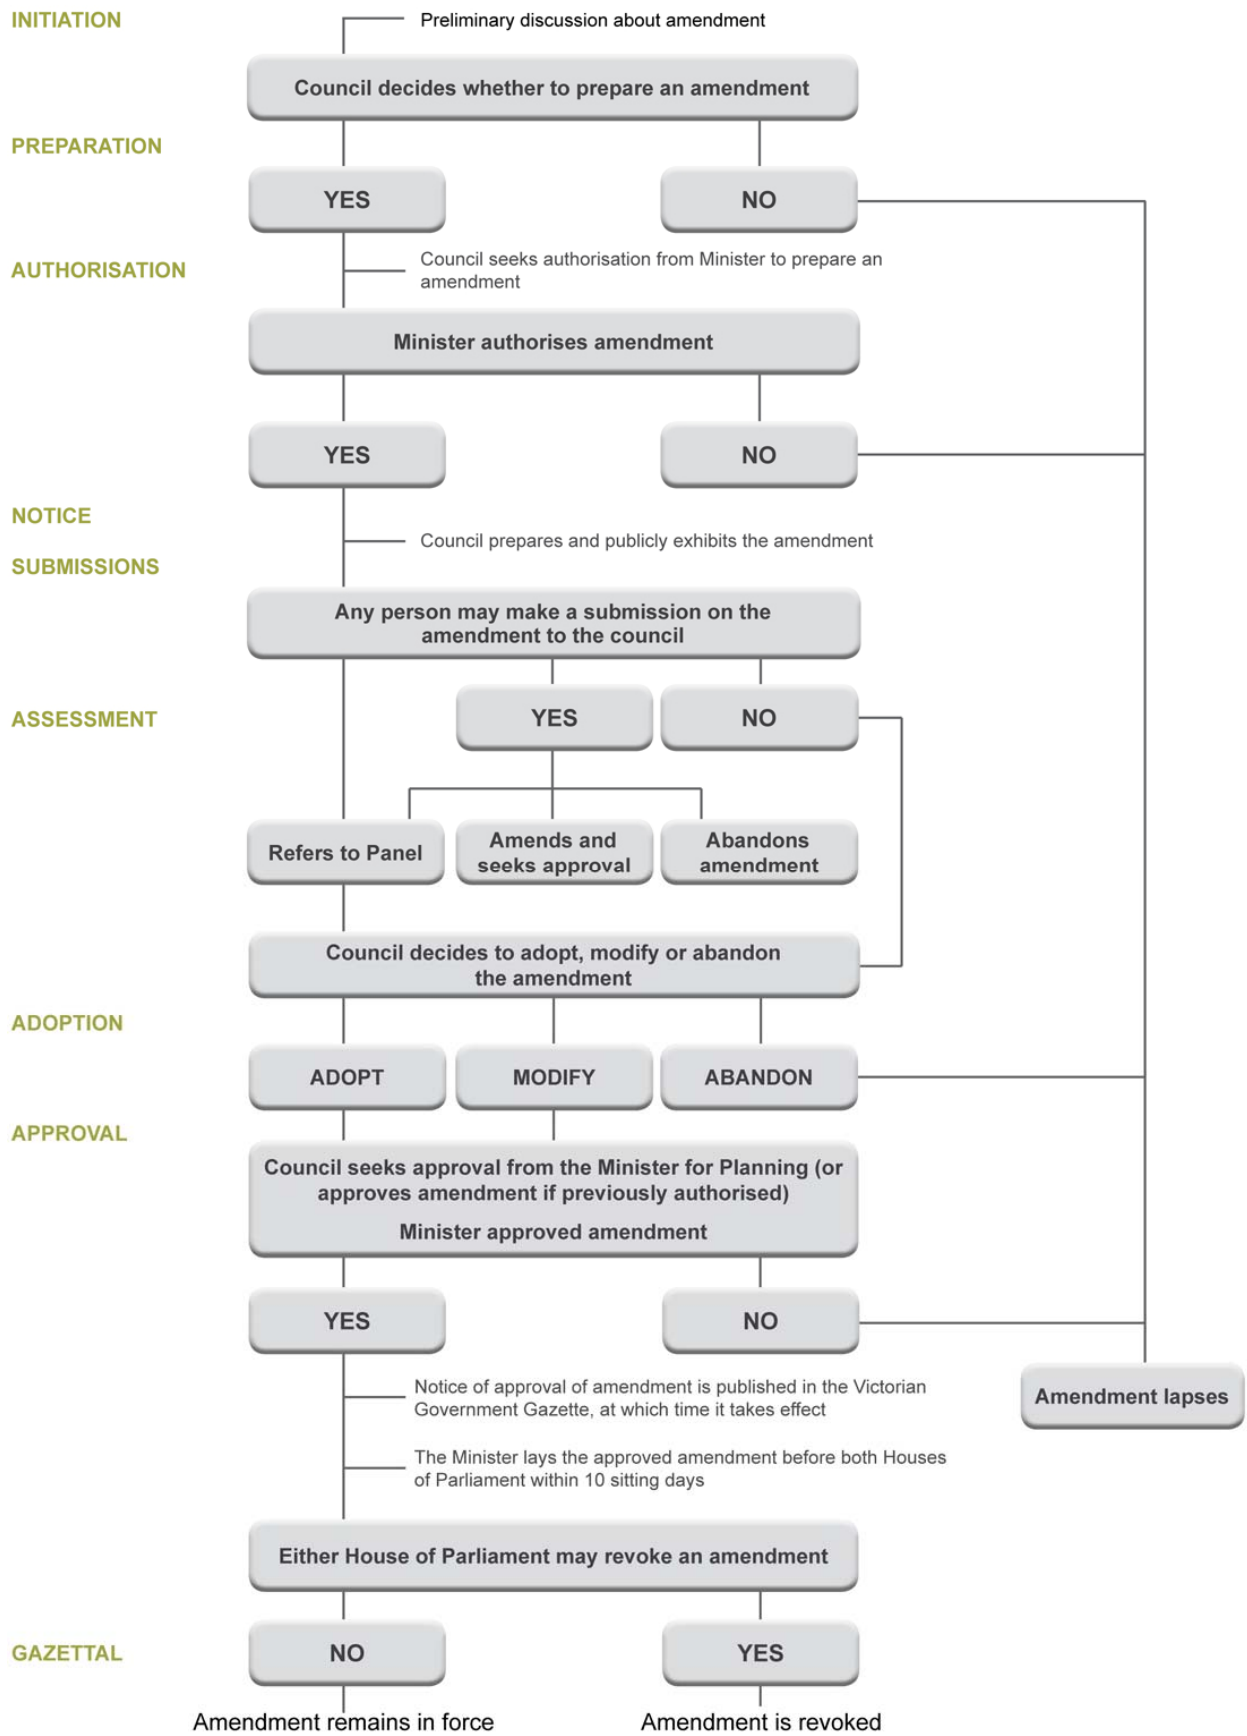 INITIATION
Preliminary discussion about amendment
Council decides whether to prepare an amendment
PREPARATION
YES
NO
AUTHORISATION
Council seeks authorisation from Minister to prepare an
amendment
Minister authorises amendment
YES
NO
NOTICE
Council prepares and publicly exhibits the amendment
SUBMISSIONS
Any person may make a submission on the
amendment to the council
ASSESSMENT
YES
NO
Refers to Panel
Amends and
seeks approval
Abandons
amendment
Council decides to adopt, modify or abandon
the amendment
ADOPTION
ADOPT
MODIFY
ABANDON
APPROVAL
Council seeks approval from the Minister for Planning (or
approves amendment if previously authorised)
Minister approved amendment
YES
NO
Notice of approval of amendment is published in the Victorian
Government Gazette, at which time it takes effect
Amendment lapses
The Minister lays the approved amendment before both Houses
of Parliament within 10 sitting days
Either House of Parliament may revoke an amendment
GAZETTAL
NO
YES
Amendment remains in force
Amendment is revoked